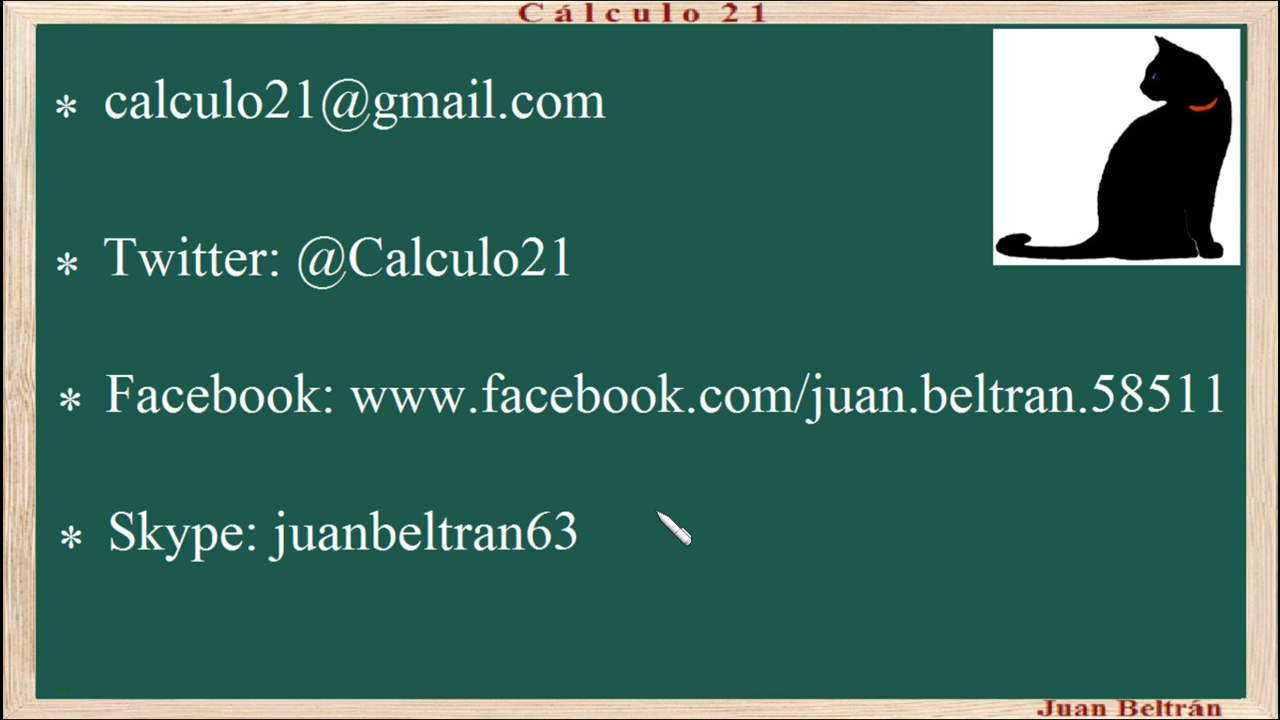 Cálculo 21
* calculo21@gmail.com
* Twitter: @Calculo21
* Facebook: www.facebook.com/juan.beltran.58511
* Skype: juanbeltran63
Juan Beltrán